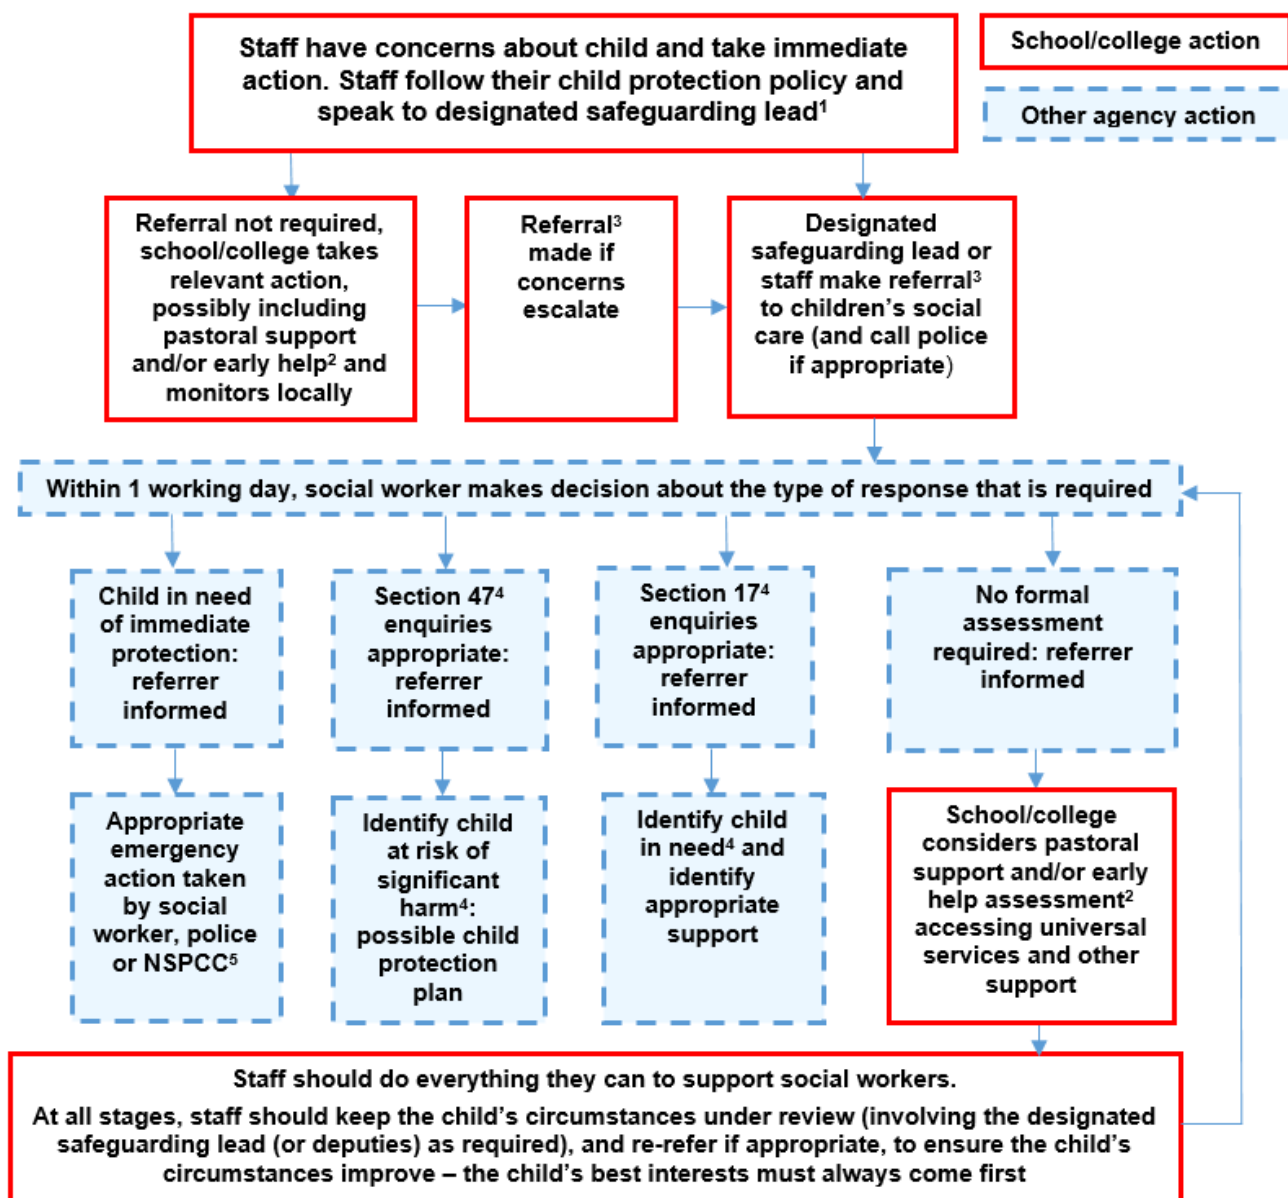 Staff have concerns about child and take immediate
action. Staff follow their child protection policy and
speak to designated safeguarding lead¹
School/college action
Other agency action
Referral not required,
school/college takes
relevant action,
possibly including
pastoral support
and/or early help² and
monitors locally
Referral³
made if
concerns
escalate
Designated
safeguarding lead or
staff make referral³
to children’s social
care (and call police
if appropriate)
Within 1 working day, social worker makes decision about the type of response that is required
Child in need
of immediate
protection:
referrer
informed
Section 47⁴
enquiries
appropriate:
referrer
informed
Section 17⁴
enquiries
appropriate:
referrer
informed
No formal
assessment
required: referrer
informed
Appropriate
emergency
action taken
by social
worker, police
or NSPCC⁵
Identify child
at risk of
significant
harm⁴:
possible child
protection
plan
Identify child
in need⁴ and
identify
appropriate
support
School/college
considers pastoral
support and/or early
help assessment²
accessing universal
services and other
support
Staff should do everything they can to support social workers.
At all stages, staff should keep the child’s circumstances under review (involving the designated
safeguarding lead (or deputies) as required), and re-refer if appropriate, to ensure the child’s
circumstances improve – the child’s best interests must always come first